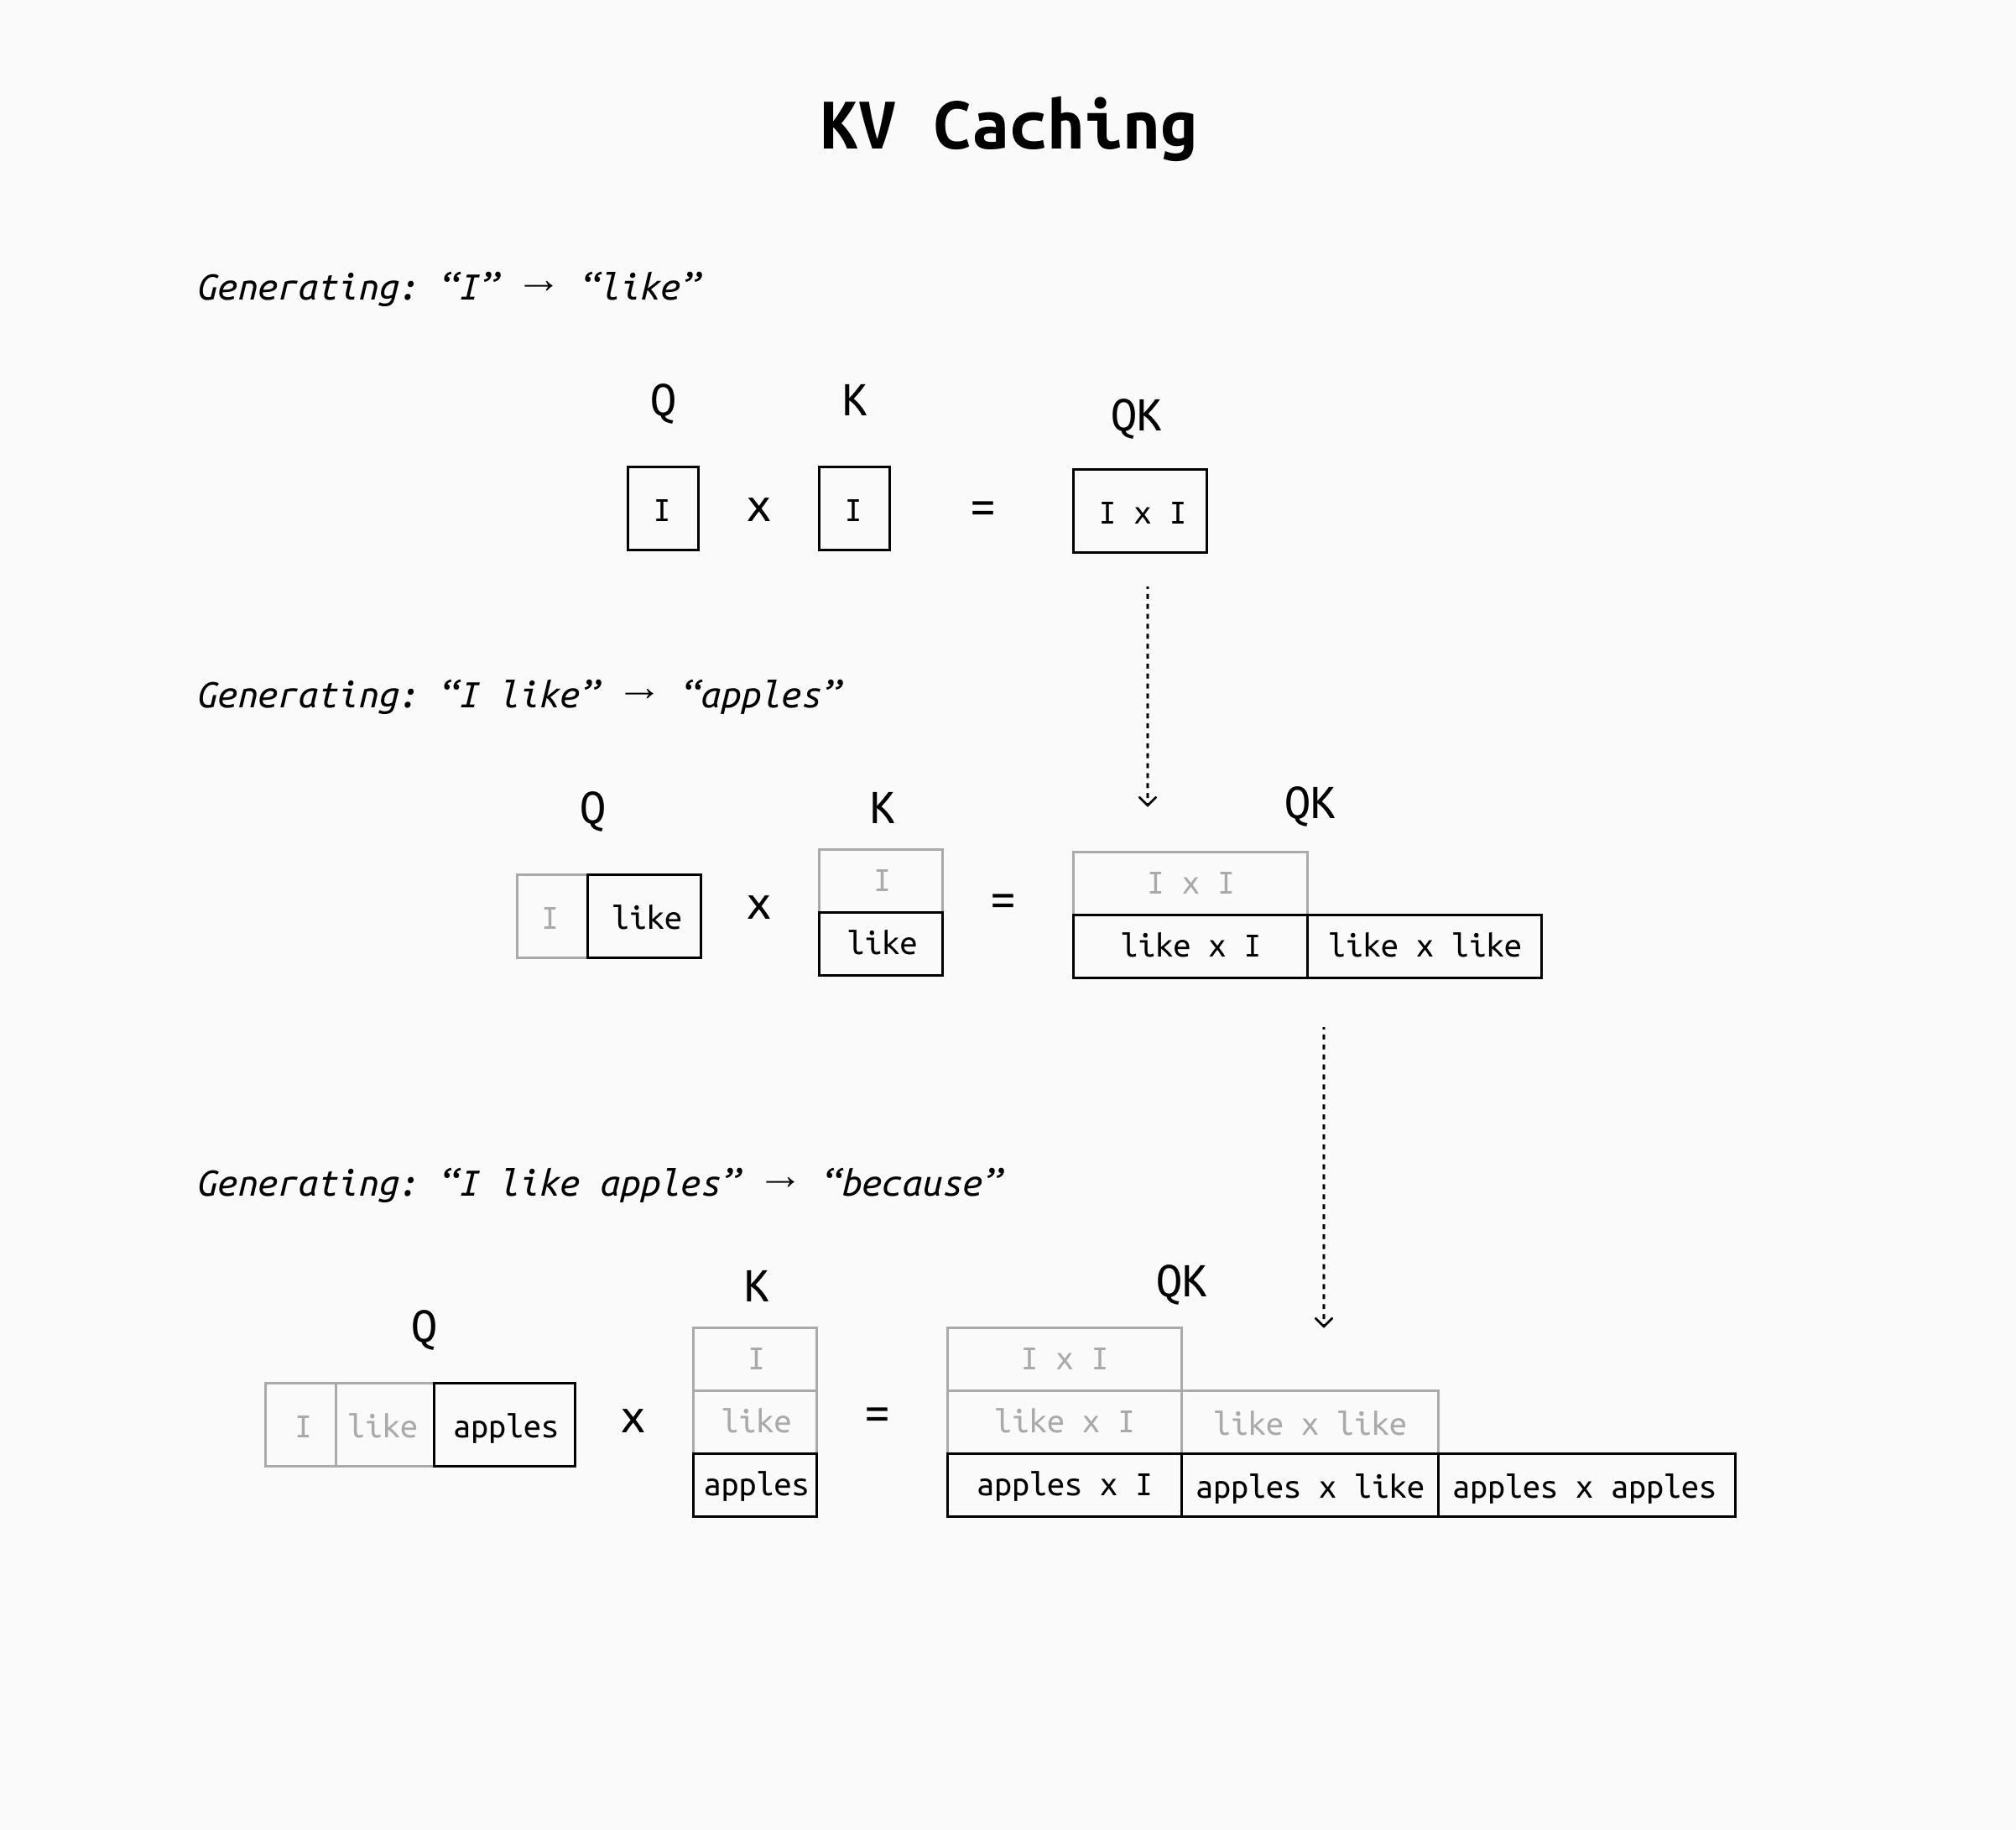 KV Caching
Generating: “I” → “like”
Q K QK
I x I = I x I
Generating: “I like” → “apples”
Q K QK
I I x I
I like x like = like x I like x like
Generating: “I like apples” → “because”
Q K QK
I I x I
I like apples x like = like x I like x like
apples apples x I apples x like apples x apples